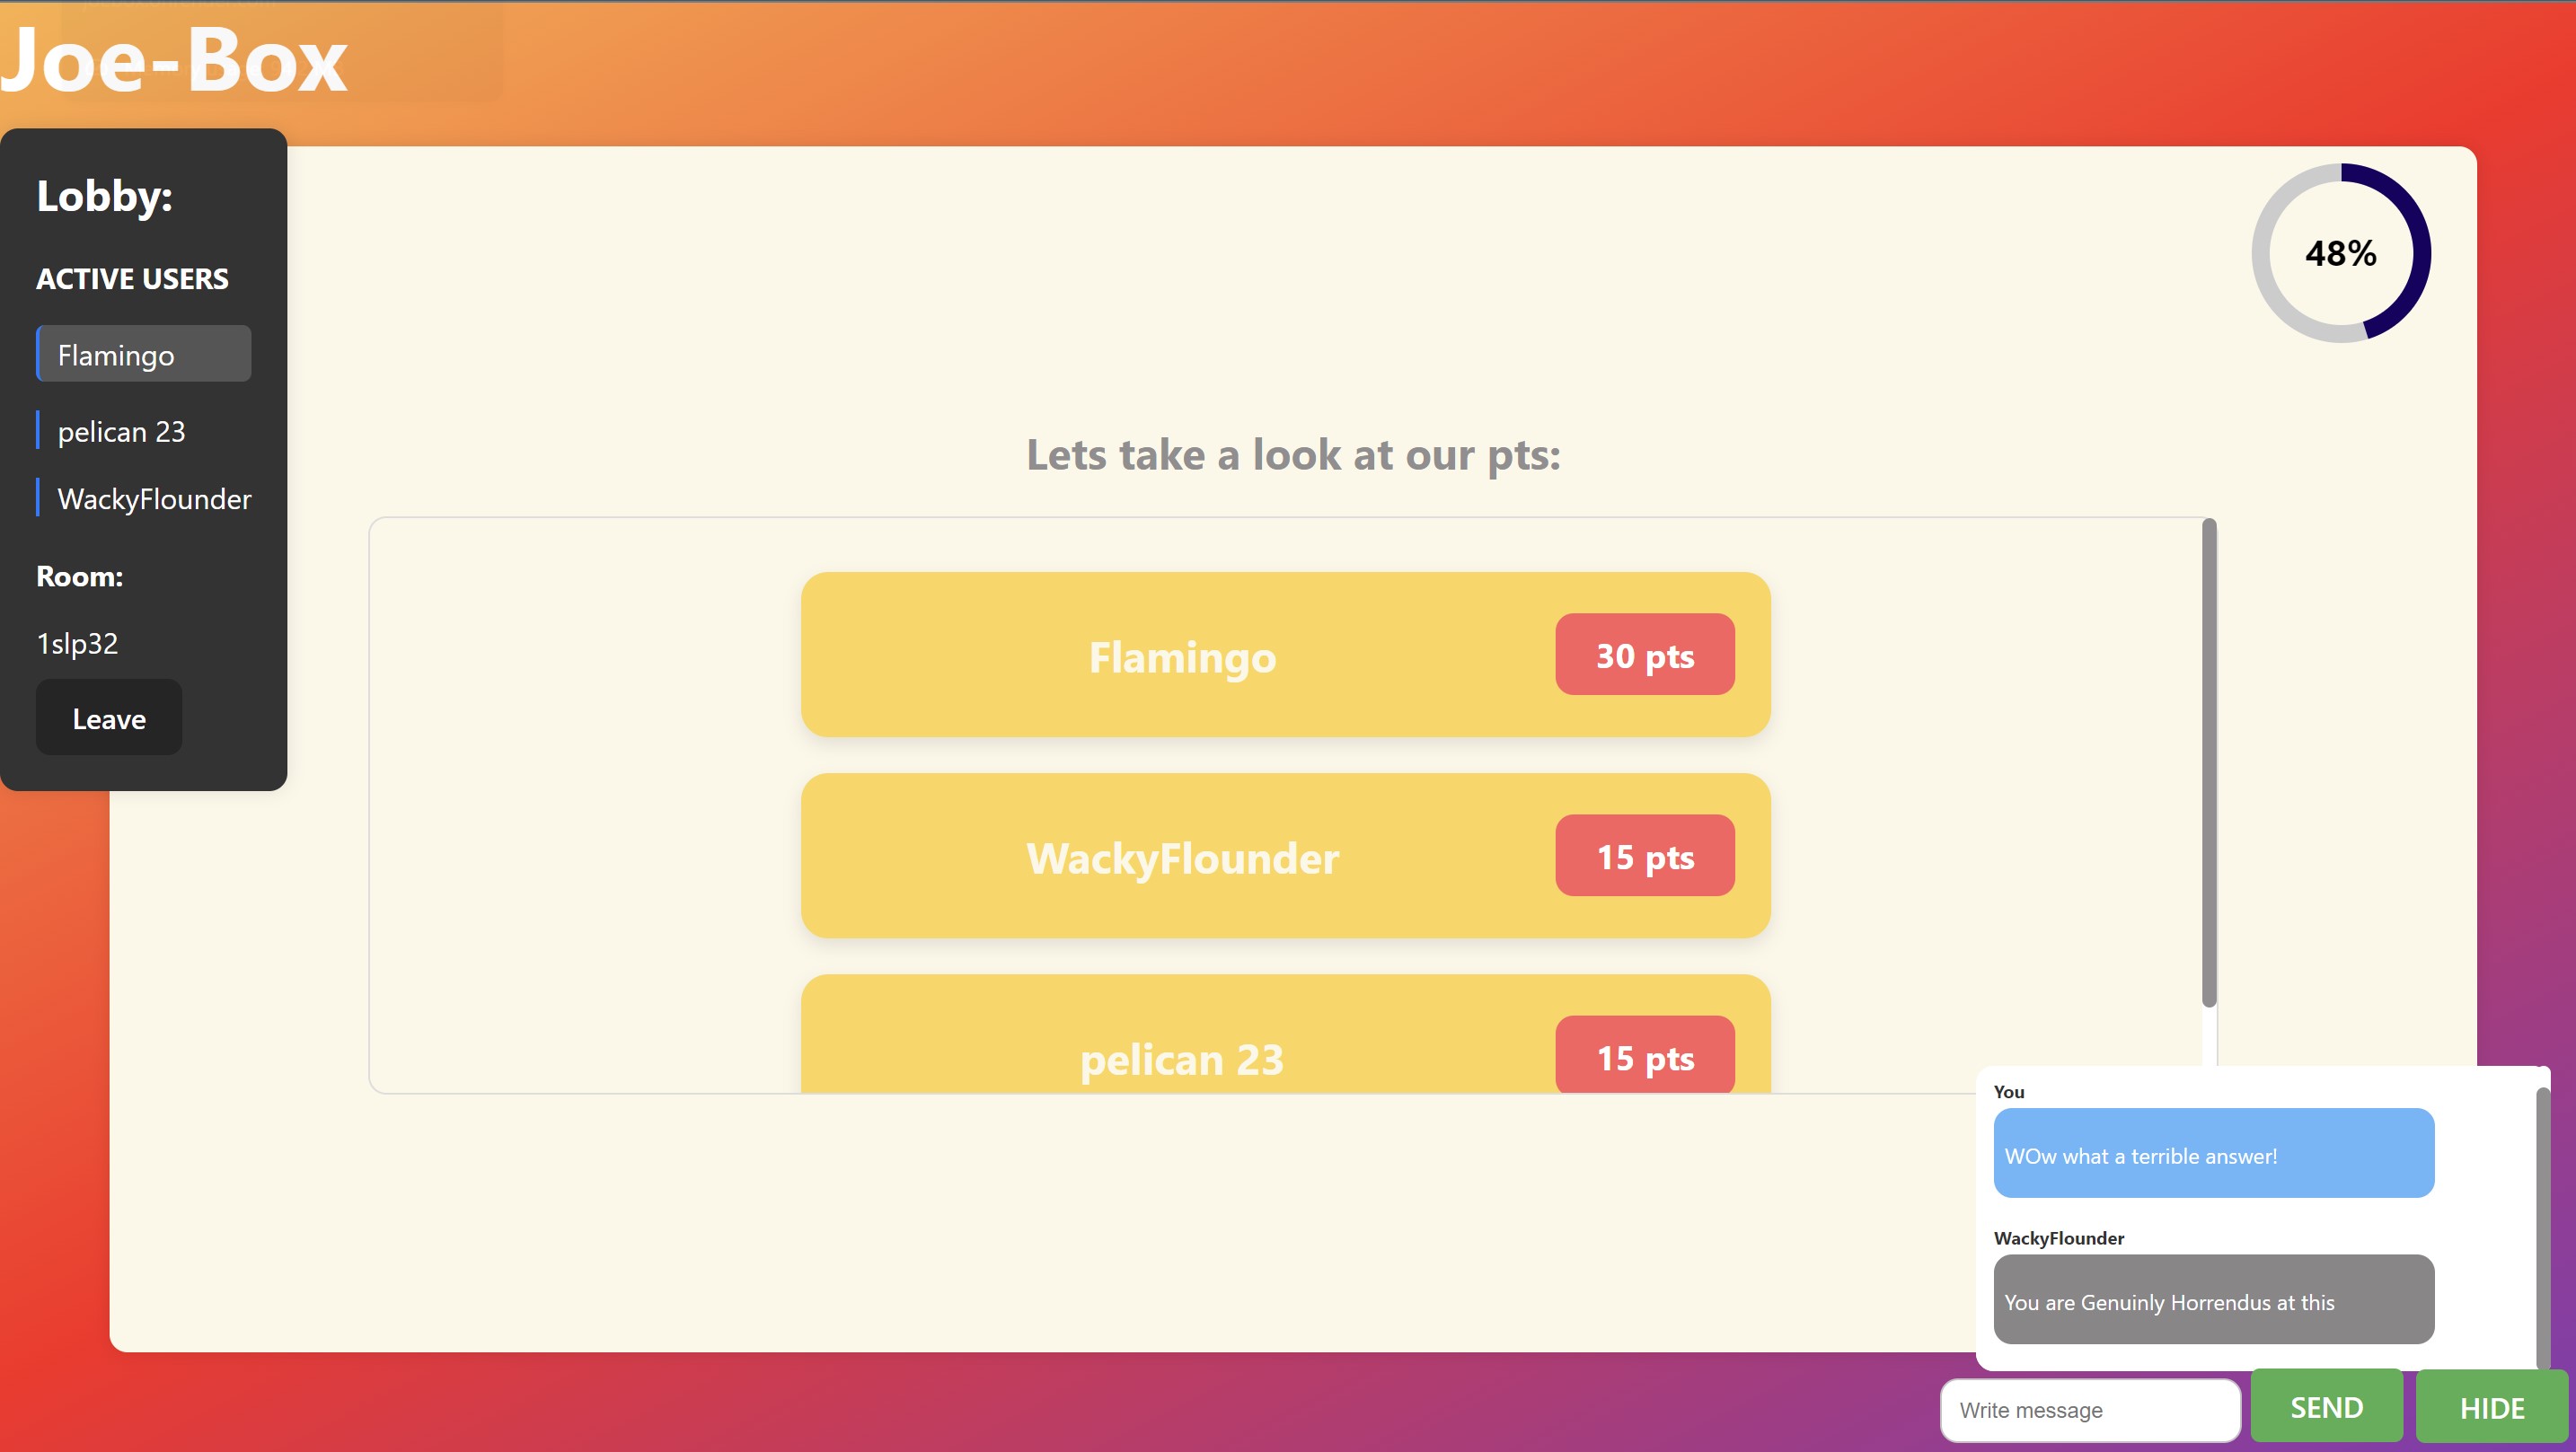 Joe-Box
Lobby:
ACTIVE USERS
Flamingo
pelican 23
WackyFlounder
Room:
1slp32
Leave
48%
Lets take a look at our pts:
Flamingo
30 pts
WackyFlounder
15 pts
pelican 23
15 pts
You
WOw what a terrible answer!
WackyFlounder
You are Genuinly Horrendus at this
Write message
SEND
HIDE